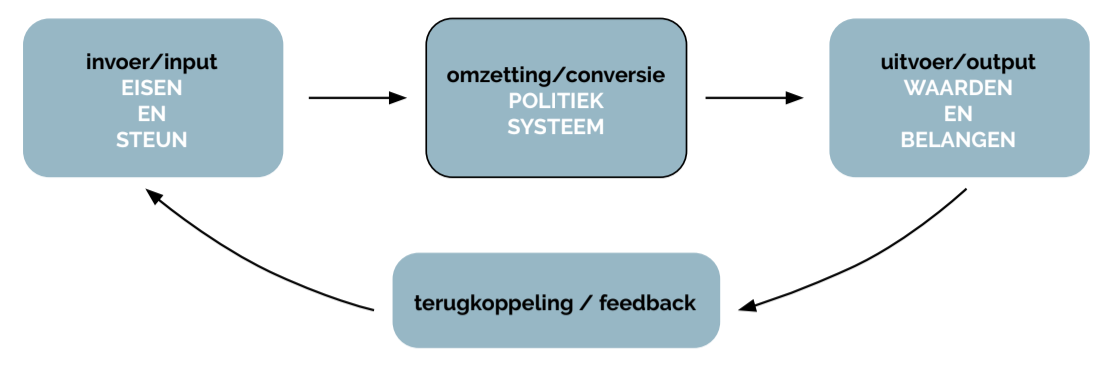 invoer/input
EISEN
EN
STEUN
omzetting/conversie
POLITIEK
SYSTEEM
uitvoer/output
WAARDEN
EN
BELANGEN
terugkoppeling / feedback